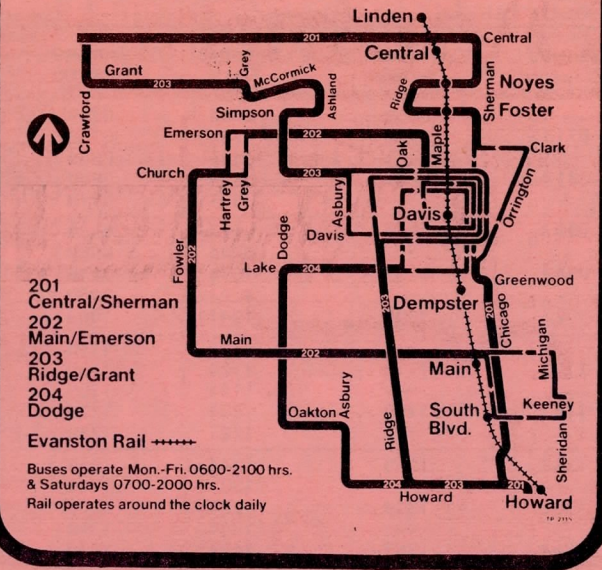 Linden
201
Central
Central
Grant
Grey
McCormick
203
Ashland
Ridge
Sherman
Noyes
Foster
Crawford
Simpson
Emerson
202
Oak
Maple
Clark
Church
203
Hartrey
Grey
Asbury
Orrington
Davis
Davis
Dodge
Fowler
202
Lake
204
Greenwood
Dempster
203
201
Chicago
Michigan
Main
202
Main
Keeney
South
Blvd.
Oakton
Asbury
Ridge
Sheridan
204
203
201
Howard
Howard
201
Central/Sherman
202
Main/Emerson
203
Ridge/Grant
204
Dodge
Evanston Rail
Buses operate Mon.-Fri. 0600-2100 hrs.
& Saturdays 0700-2000 hrs.
Rail operates around the clock daily